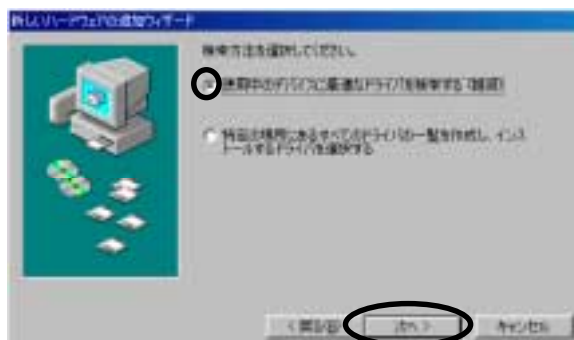 新しいハードウェアの追加ウィザード
検索方法を選択してください。
使用中のデバイスに最適なドライバを検索する（推奨）
特定の場所にあるすべてのドライバの一覧を作成し、インス
トールするドライバを選択する
< 戻る(B)
次へ >
キャンセル